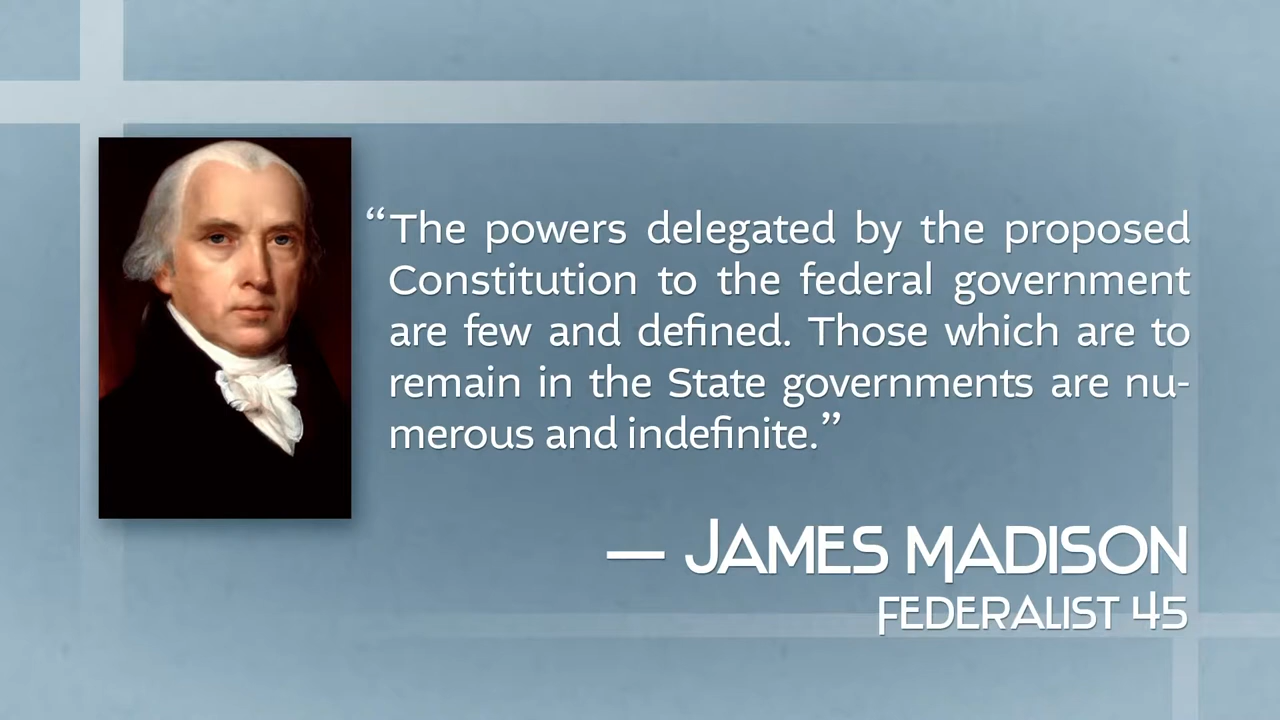 “The powers delegated by the proposed
Constitution to the federal government
are few and defined. Those which are to
remain in the State governments are nu-
merous and indefinite.”
— JAMES MADISON
FEDERALIST 45